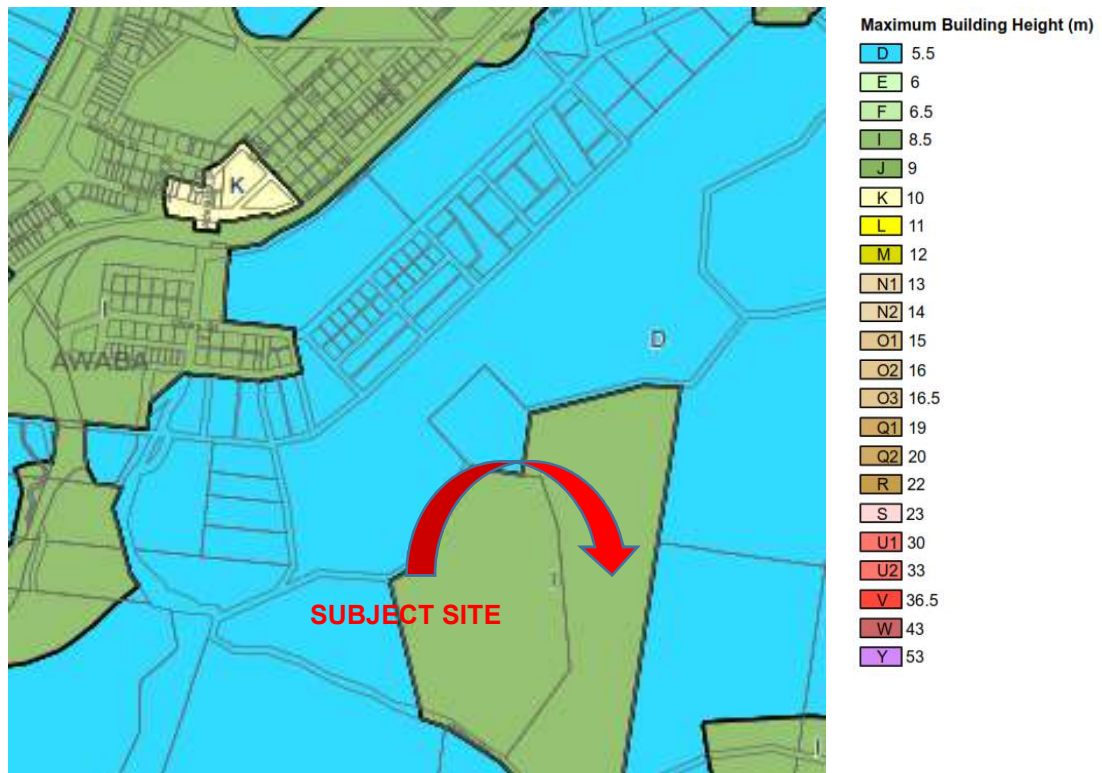 Maximum Building Height (m)
D 5.5
E 6
F 6.5
I 8.5
J 9
K 10
L 11
M 12
N1 13
N2 14
O1 15
O2 16
O3 16.5
Q1 19
Q2 20
R 22
S 23
U1 30
U2 33
V 36.5
W 43
Y 53
K
I
D
AWABA
I
SUBJECT SITE
I